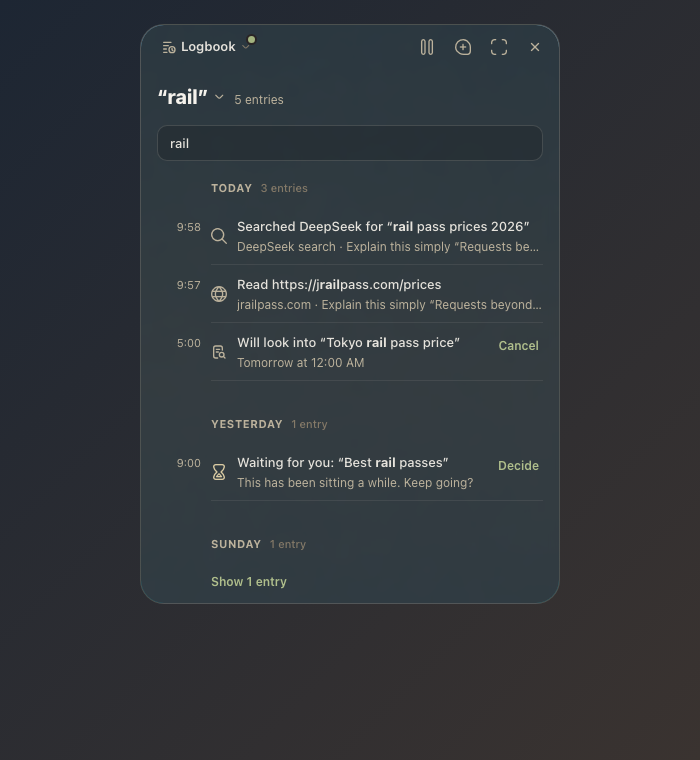 Logbook
“rail”
5 entries
rail
TODAY 3 entries
9:58
Searched DeepSeek for “rail pass prices 2026”
DeepSeek search · Explain this simply “Requests be...
9:57
Read https://jrailpass.com/prices
jrailpass.com · Explain this simply “Requests beyond...
5:00
Will look into “Tokyo rail pass price”
Cancel
Tomorrow at 12:00 AM
YESTERDAY 1 entry
9:00
Waiting for you: “Best rail passes”
Decide
This has been sitting a while. Keep going?
SUNDAY 1 entry
Show 1 entry